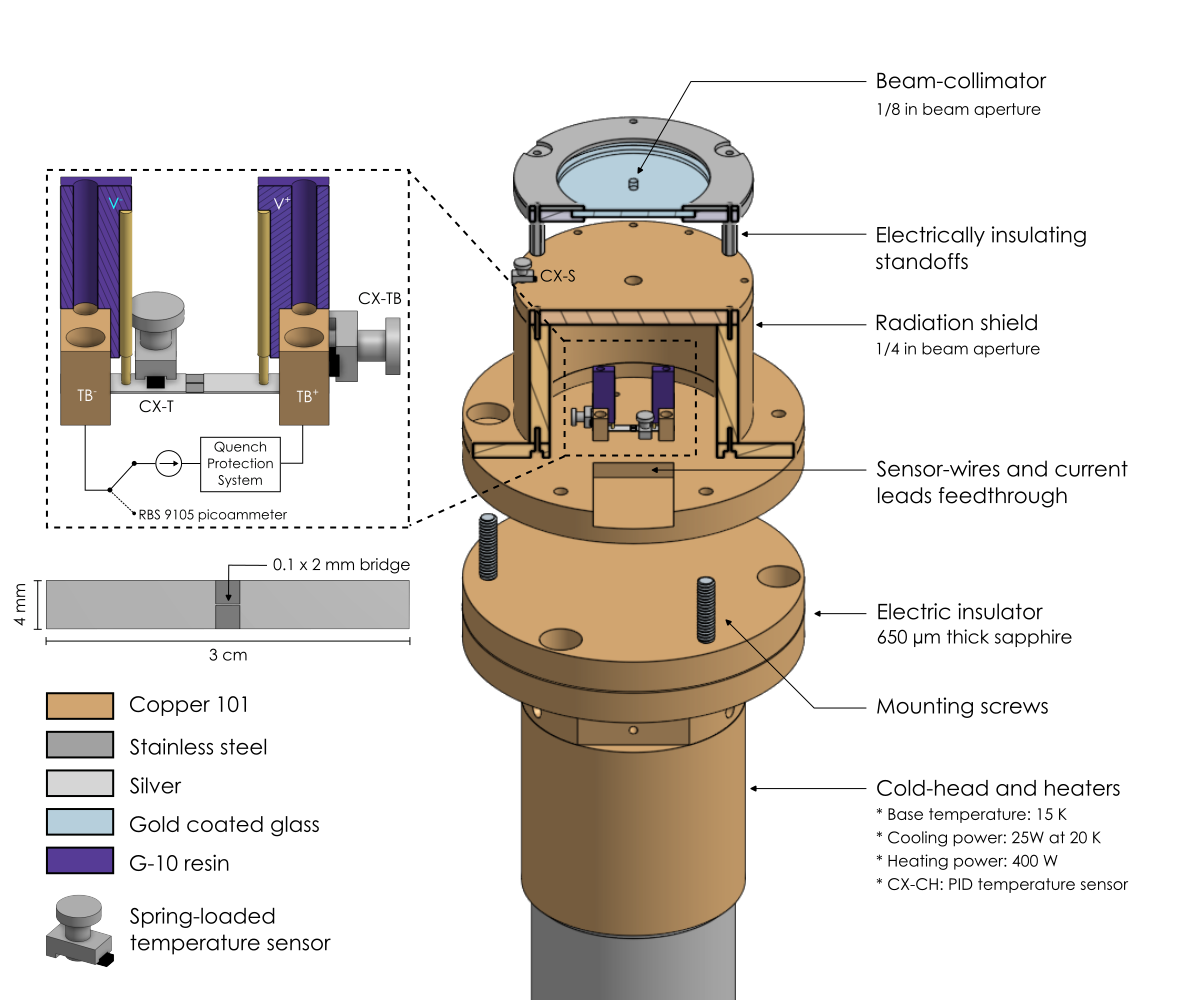 Beam-collimator
1/8 in beam aperture
Electrically insulating
standoffs
Radiation shield
1/4 in beam aperture
Sensor-wires and current
leads feedthrough
Electric insulator
650 μm thick sapphire
Mounting screws
Cold-head and heaters
* Base temperature: 15 K
* Cooling power: 25W at 20 K
* Heating power: 400 W
* CX-CH: PID temperature sensor
CX-S
V-
V+
CX-TB
TB-
CX-T
TB+
Quench
Protection
System
RBS 9105 picoammeter
0.1 x 2 mm bridge
4 mm
3 cm
Copper 101
Stainless steel
Silver
Gold coated glass
G-10 resin
Spring-loaded
temperature sensor